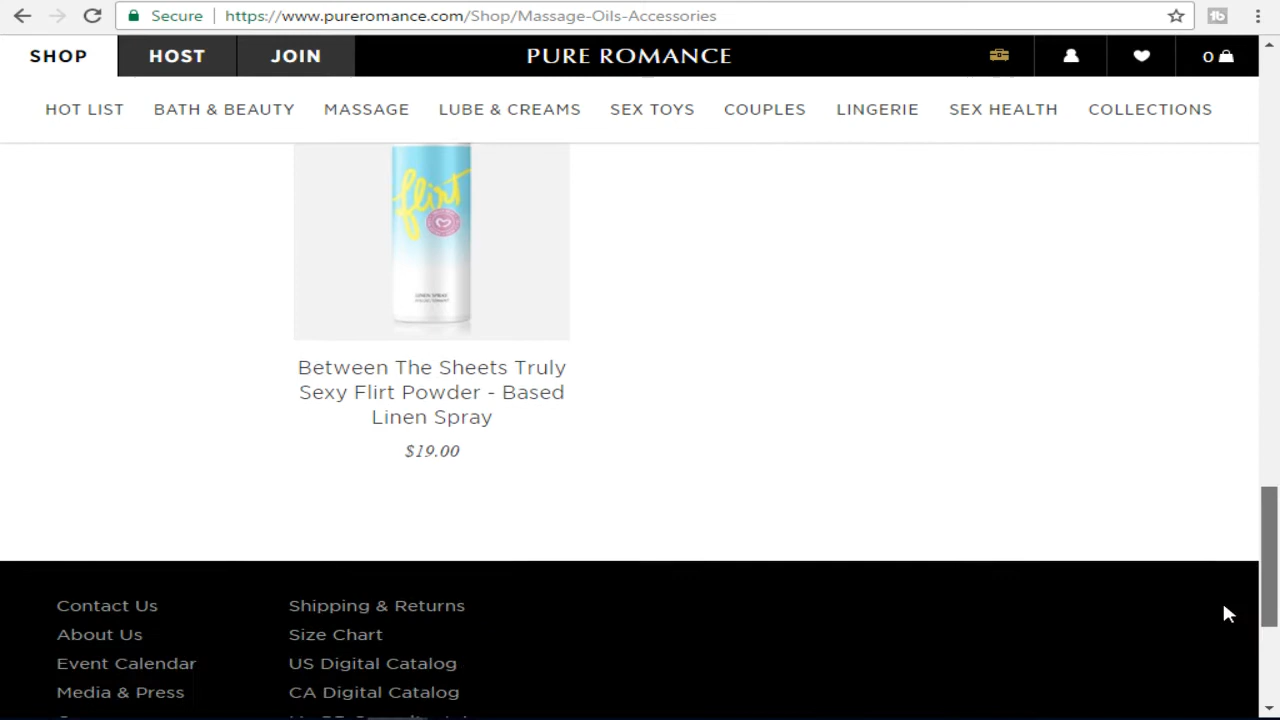 Secure https://www.pureromance.com/Shop/Massage-Oils-Accessories
SHOP HOST JOIN PURE ROMANCE 0
HOT LIST BATH & BEAUTY MASSAGE LUBE & CREAMS SEX TOYS COUPLES LINGERIE SEX HEALTH COLLECTIONS
flirt
LINEN SPRAY
Between The Sheets Truly
Sexy Flirt Powder - Based
Linen Spray
$19.00
Contact Us Shipping & Returns
About Us Size Chart
Event Calendar US Digital Catalog
Media & Press CA Digital Catalog